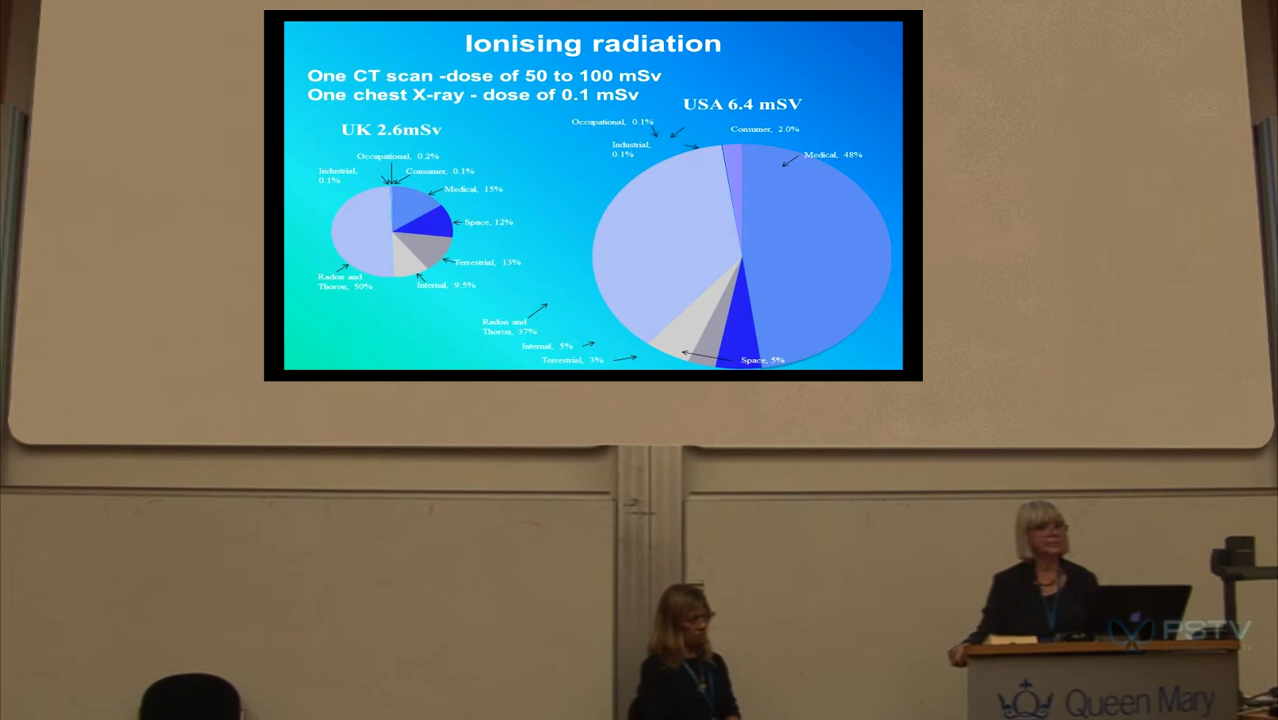 Ionising radiation
One CT scan -dose of 50 to 100 mSv
One chest X-ray - dose of 0.1 mSv
UK 2.6mSv
Occupational, 0.2%
Industrial,
0.1%
Consumer, 0.1%
Medical, 15%
Space, 12%
Terrestrial, 13%
Internal, 9.5%
Radon and
Thoron, 50%
USA 6.4 mSV
Occupational, 0.1%
Industrial,
0.1%
Consumer, 2.0%
Medical, 48%
Radon and
Thoron, 37%
Internal, 5%
Terrestrial, 3%
Space, 5%
PSTV
Queen Mary